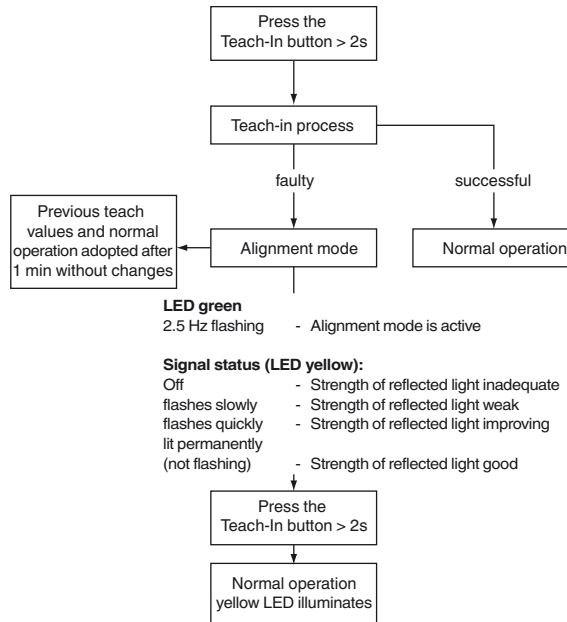 Press the
Teach-In button > 2s
Teach-in process
faulty
successful
Previous teach
values and normal
operation adopted after
1 min without changes
Alignment mode
Normal operation
LED green
2.5 Hz flashing - Alignment mode is active
Signal status (LED yellow):
Off - Strength of reflected light inadequate
flashes slowly - Strength of reflected light weak
flashes quickly - Strength of reflected light improving
lit permanently
(not flashing) - Strength of reflected light good
Press the
Teach-In button > 2s
Normal operation
yellow LED illuminates